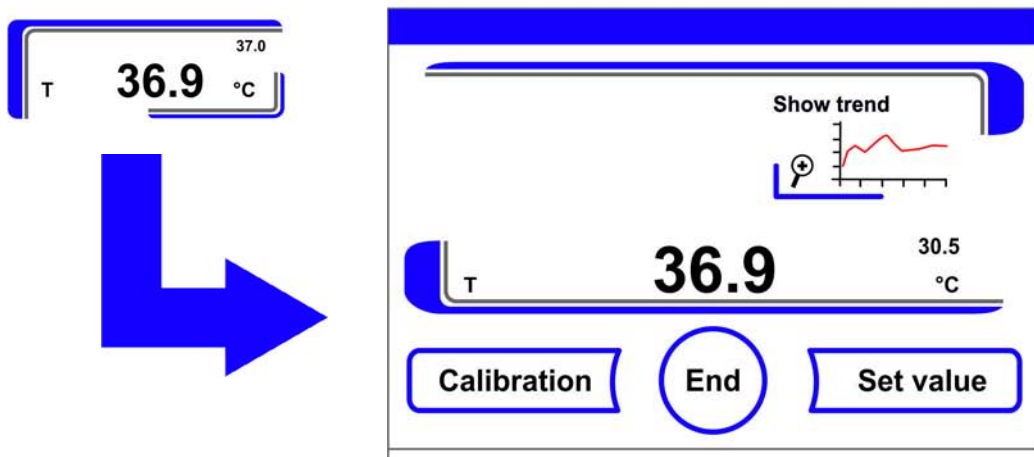 37.0
T 36.9 °C
Show trend
30.5
T 36.9 °C
Calibration End Set value